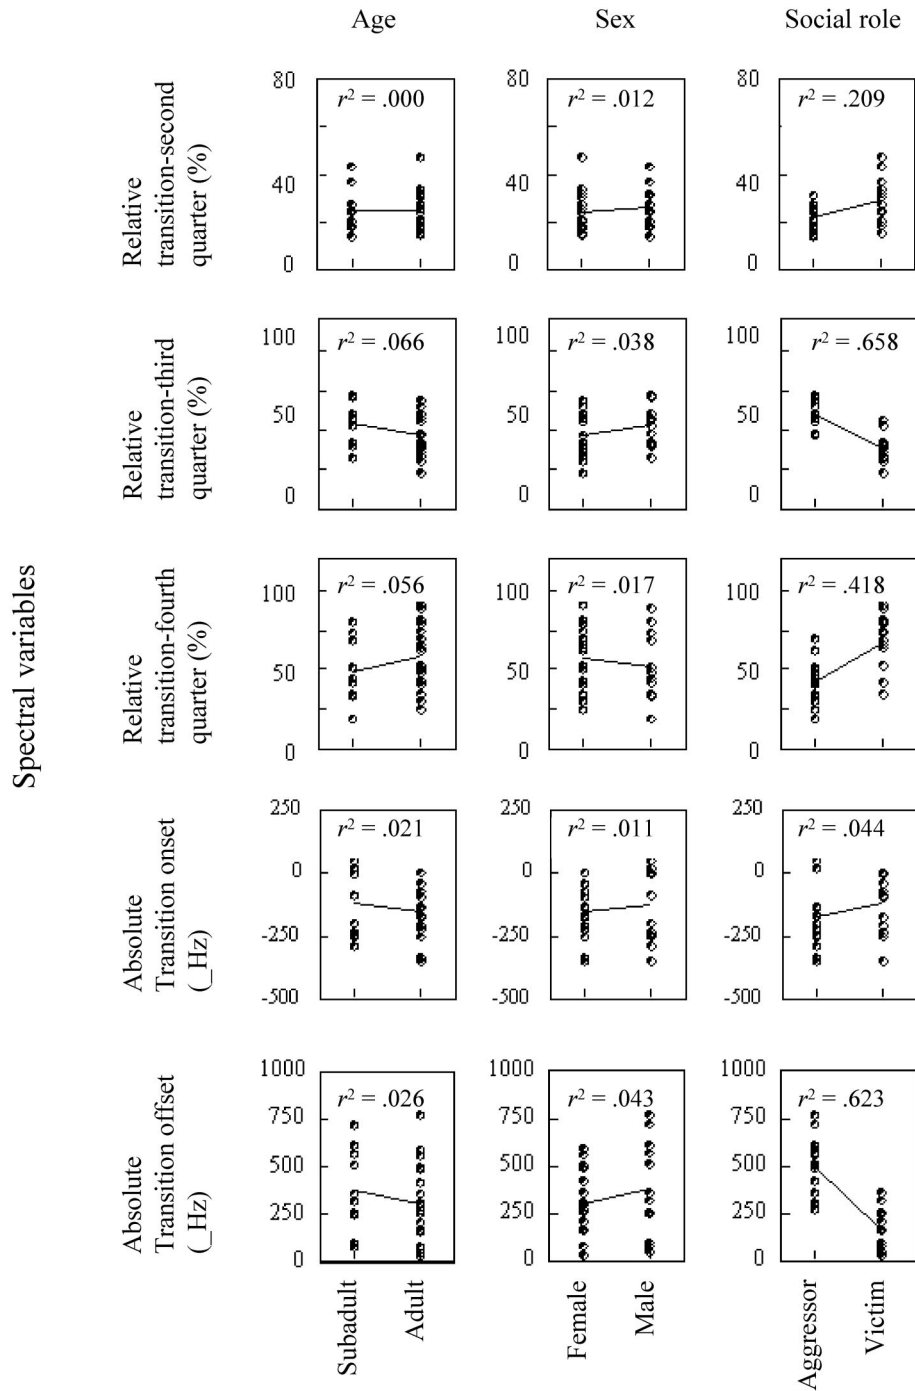 Age Sex Social role
Spectral variables
Relative
transition-second
quarter (%)
80
40
0
r² = .000
80
40
0
r² = .012
80
40
0
r² = .209
Relative
transition-third
quarter (%)
100
50
0
r² = .066
100
50
0
r² = .038
100
50
0
r² = .658
Relative
transition-fourth
quarter (%)
100
50
0
r² = .056
100
50
0
r² = .017
100
50
0
r² = .418
Absolute
Transition onset
(_Hz)
250
0
-250
-500
r² = .021
250
0
-250
-500
r² = .011
250
0
-250
-500
r² = .044
Absolute
Transition offset
(_Hz)
1000
750
500
250
0
r² = .026
1000
750
500
250
0
r² = .043
1000
750
500
250
0
r² = .623
Subadult
Adult
Female
Male
Aggressor
Victim